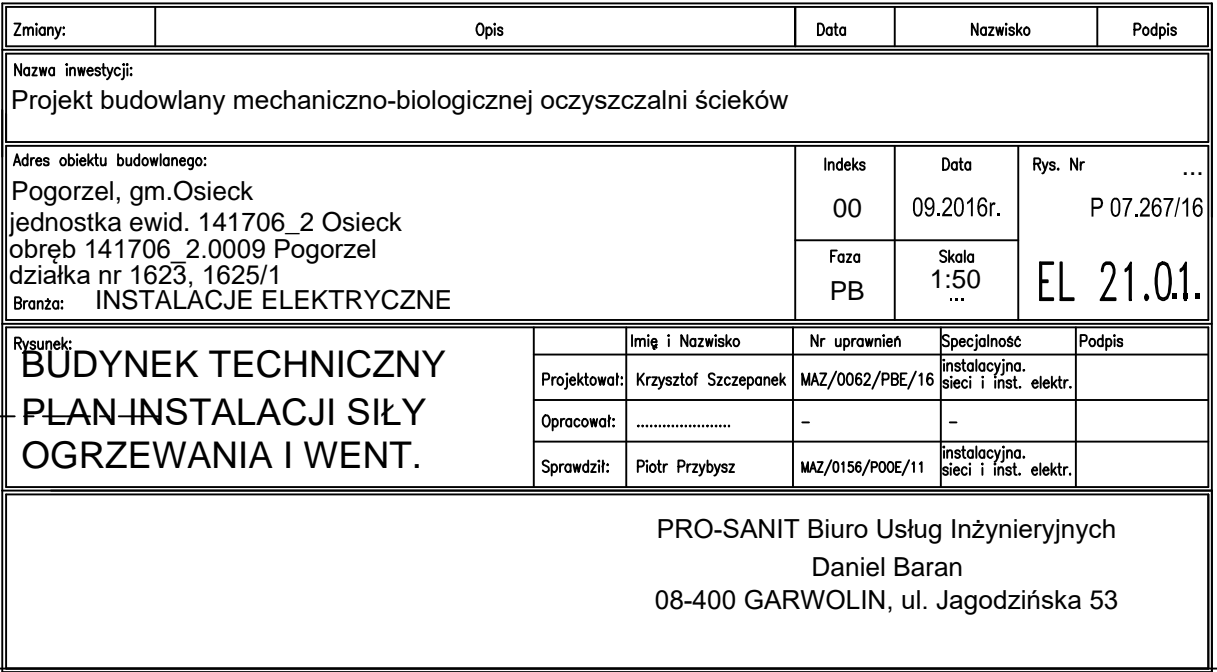 Zmiany: Opis Data Nazwisko Podpis
Nazwa inwestycji:
Projekt budowlany mechaniczno-biologicznej oczyszczalni ścieków
Adres obiektu budowlanego:
Pogorzel, gm.Osieck
jednostka ewid. 141706_2 Osieck
obręb 141706_2.0009 Pogorzel
działka nr 1623, 1625/1
Branża: INSTALACJE ELEKTRYCZNE
Indeks Data Rys. Nr ...
00 09.2016r. P 07.267/16
Faza Skala
PB 1:50 EL 21.01.
...
Rysunek:
BUDYNEK TECHNICZNY
PLAN INSTALACJI SIŁY
OGRZEWANIA I WENT.
Imię i Nazwisko Nr uprawnień Specjalność Podpis
Projektował: Krzysztof Szczepanek MAZ/0062/PBE/16 instalacyjna.
sieci i inst. elektr.
Opracował: ...................... - -
Sprawdził: Piotr Przybysz MAZ/0156/POOE/11 instalacyjna.
sieci i inst. elektr.
PRO-SANIT Biuro Usług Inżynieryjnych
Daniel Baran
08-400 GARWOLIN, ul. Jagodzińska 53